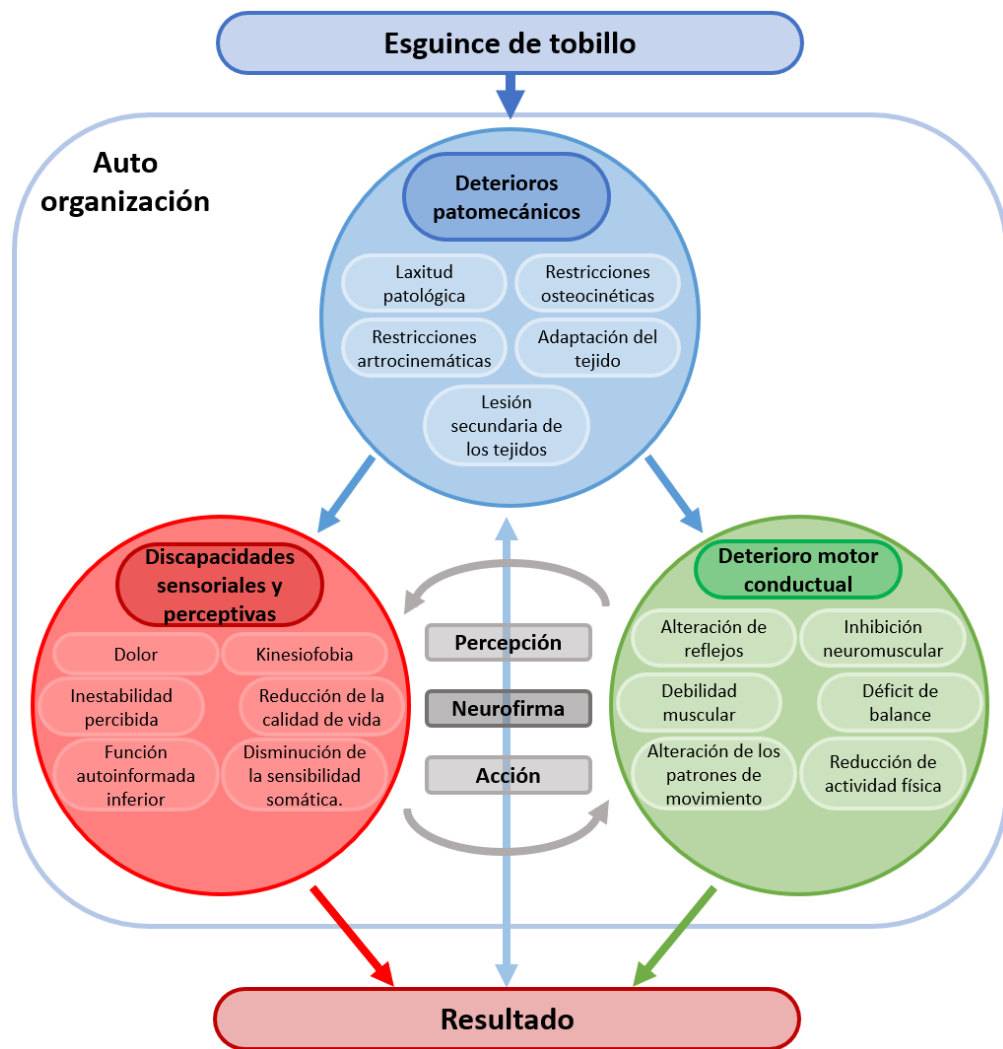 Esguince de tobillo
Auto
organización
Deterioros
patomecánicos
Laxitud
patológica
Restricciones
osteocinéticas
Restricciones
artrocinemáticas
Adaptación del
tejido
Lesión
secundaria de
los tejidos
Discapacidades
sensoriales y
perceptivas
Dolor
Kinesiofobia
Inestabilidad
percibida
Reducción de la
calidad de vida
Función
autoinformada
inferior
Disminución de
la sensibilidad
somática.
Percepción
Neurofirma
Acción
Deterioro motor
conductual
Alteración de
reflejos
Inhibición
neuromuscular
Debilidad
muscular
Déficit de
balance
Alteración de los
patrones de
movimiento
Reducción de
actividad física
Resultado